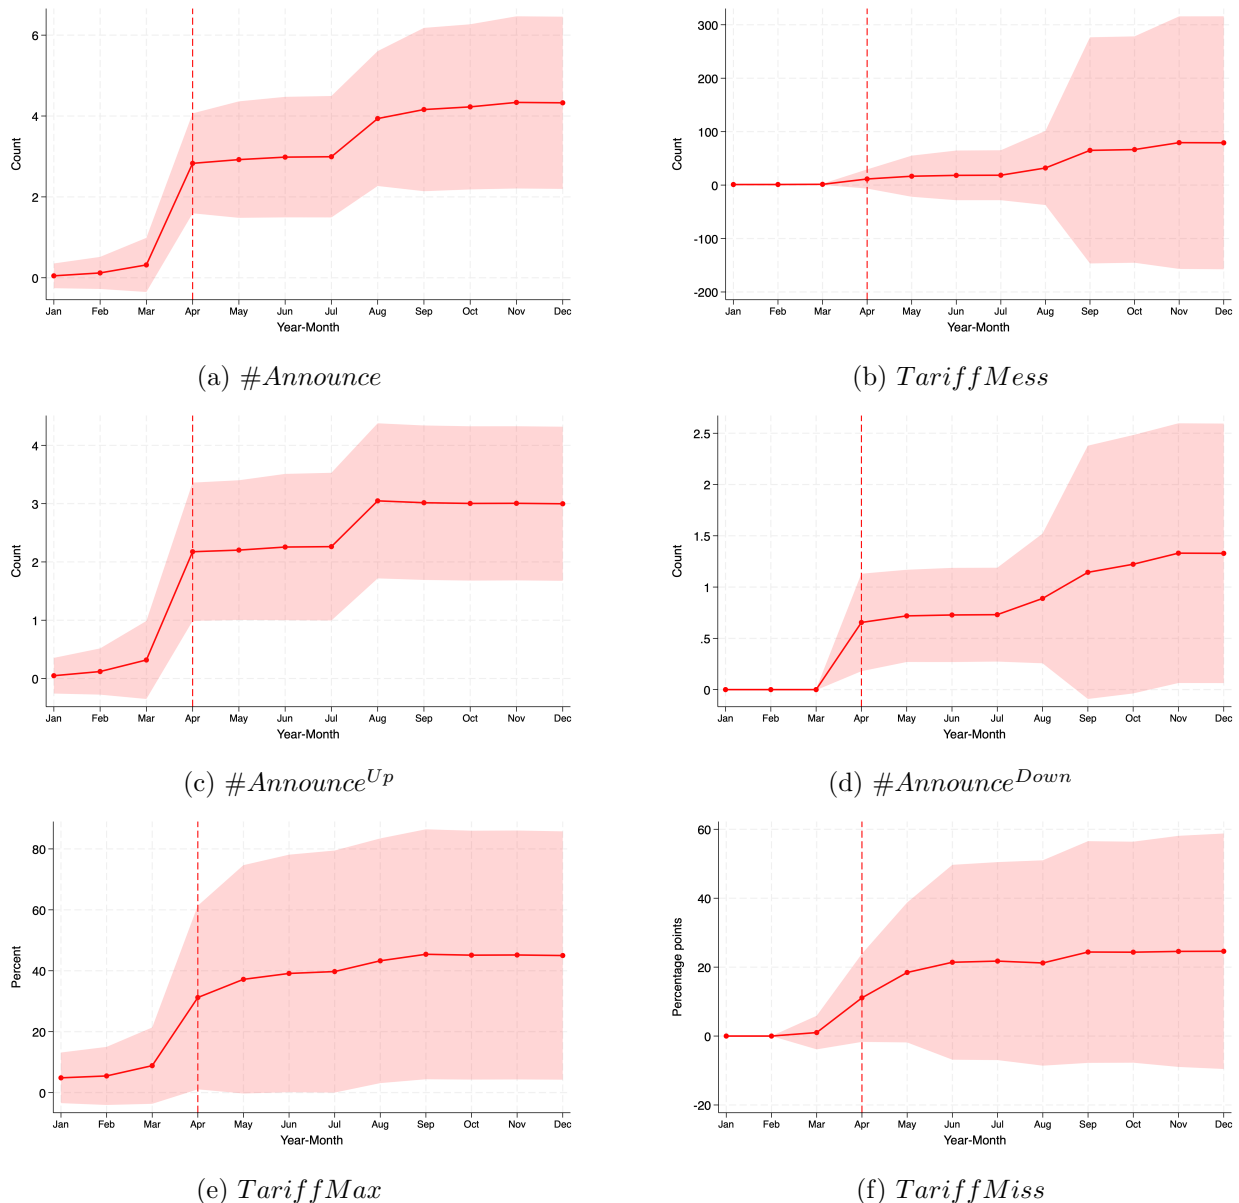 6
4
2
0
Count
Jan Feb Mar Apr May Jun Jul Aug Sep Oct Nov Dec
Year-Month
(a) #Announce
300
200
100
0
-100
-200
Count
Jan Feb Mar Apr May Jun Jul Aug Sep Oct Nov Dec
Year-Month
(b) TariffMess
4
3
2
1
0
Count
Jan Feb Mar Apr May Jun Jul Aug Sep Oct Nov Dec
Year-Month
(c) #Announce^Up
2.5
2
1.5
1
.5
0
Count
Jan Feb Mar Apr May Jun Jul Aug Sep Oct Nov Dec
Year-Month
(d) #Announce^Down
80
60
40
20
0
Percent
Jan Feb Mar Apr May Jun Jul Aug Sep Oct Nov Dec
Year-Month
(e) TariffMax
60
40
20
0
-20
Percentage points
Jan Feb Mar Apr May Jun Jul Aug Sep Oct Nov Dec
Year-Month
(f) TariffMiss